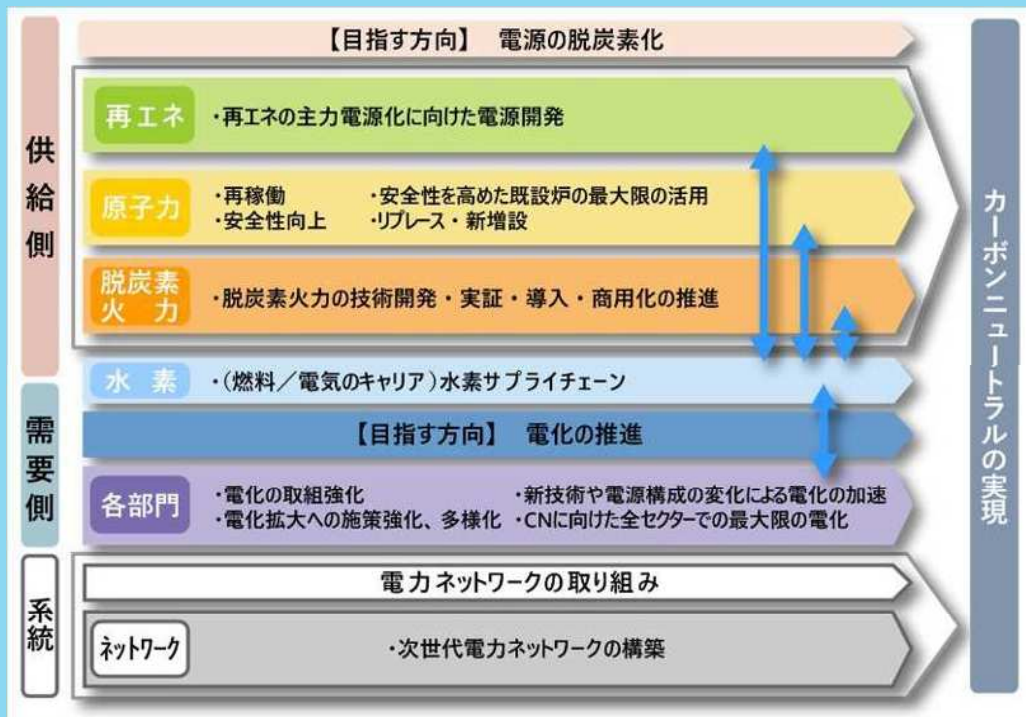 供給側
【目指す方向】 電源の脱炭素化
再エネ
・再エネの主力電源化に向けた電源開発
原子力
・再稼働 ・安全性を高めた既設炉の最大限の活用
・安全性向上 ・リプレース・新増設
脱炭素
火力
・脱炭素火力の技術開発・実証・導入・商用化の推進
水素
・(燃料／電気のキャリア)水素サプライチェーン
需要側
【目指す方向】 電化の推進
各部門
・電化の取組強化 ・新技術や電源構成の変化による電化の加速
・電化拡大への施策強化、多様化 ・CNに向けた全セクターでの最大限の電化
系統
電力ネットワークの取り組み
ネットワーク
・次世代電力ネットワークの構築
カーボンニュートラルの実現